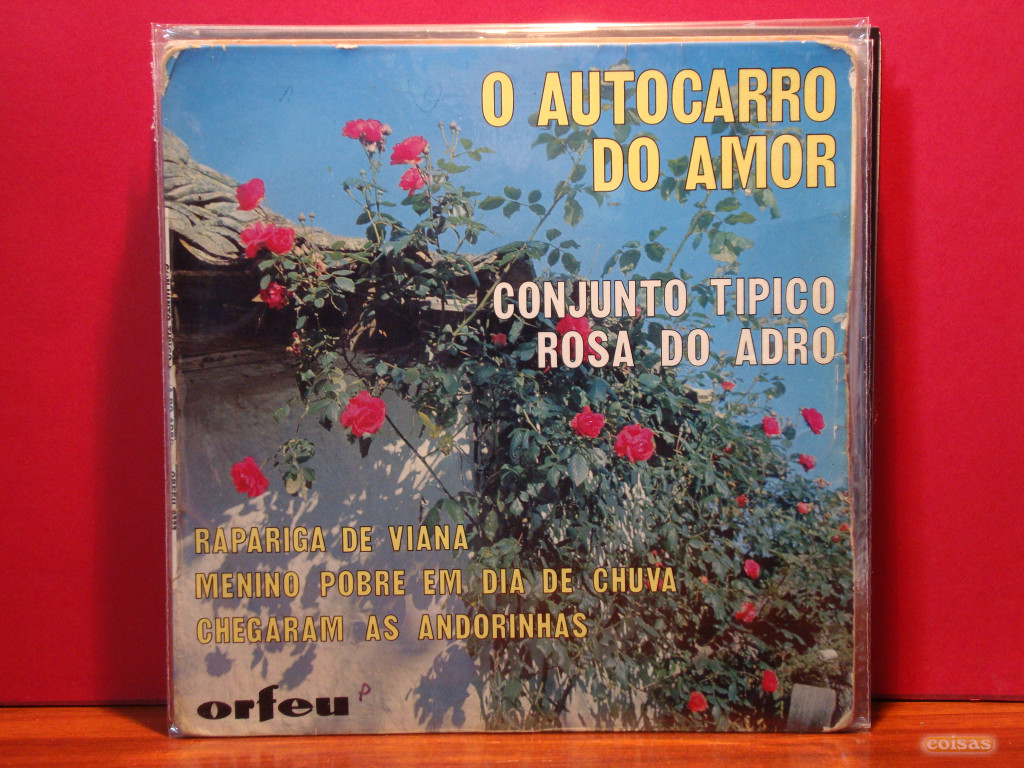 O AUTOCARRO
DO AMOR
CONJUNTO TIPICO
ROSA DO ADRO
RAPARIGA DE VIANA
MENINO POBRE EM DIA DE CHUVA
CHEGARAM AS ANDORINHAS
orfeu
P
coisas